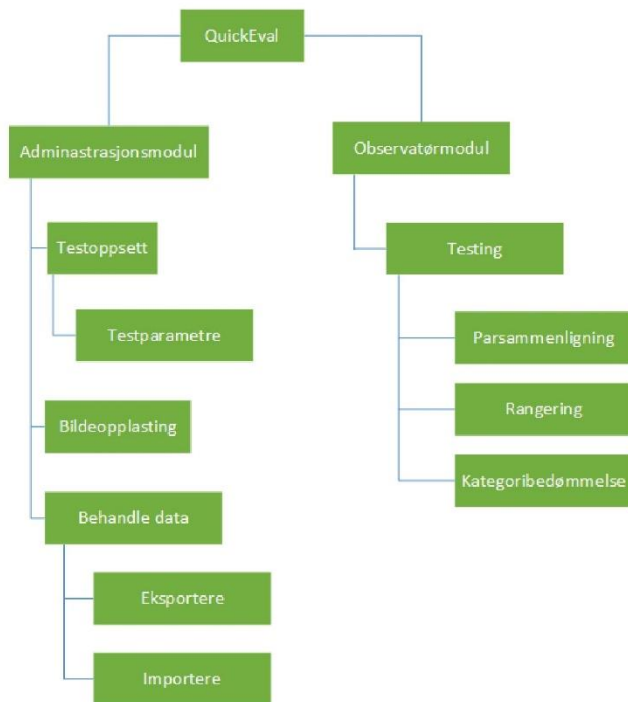 QuickEval
Adminastrasjonsmodul
Testoppsett
Testparametre
Bildeopplasting
Behandle data
Eksportere
Importere
Observatørmodul
Testing
Parsammenligning
Rangering
Kategoribedømmelse